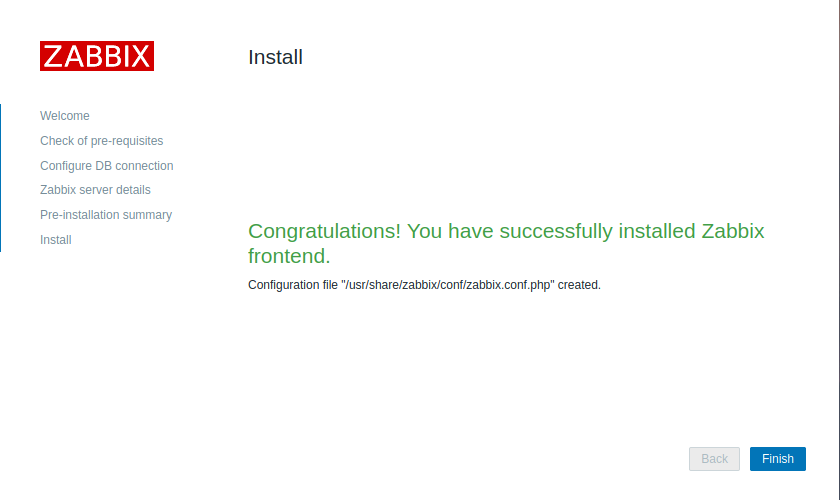 ZABBIX
Install
Welcome
Check of pre-requisites
Configure DB connection
Zabbix server details
Pre-installation summary
Install
Congratulations! You have successfully installed Zabbix
frontend.
Configuration file "/usr/share/zabbix/conf/zabbix.conf.php" created.
Back
Finish